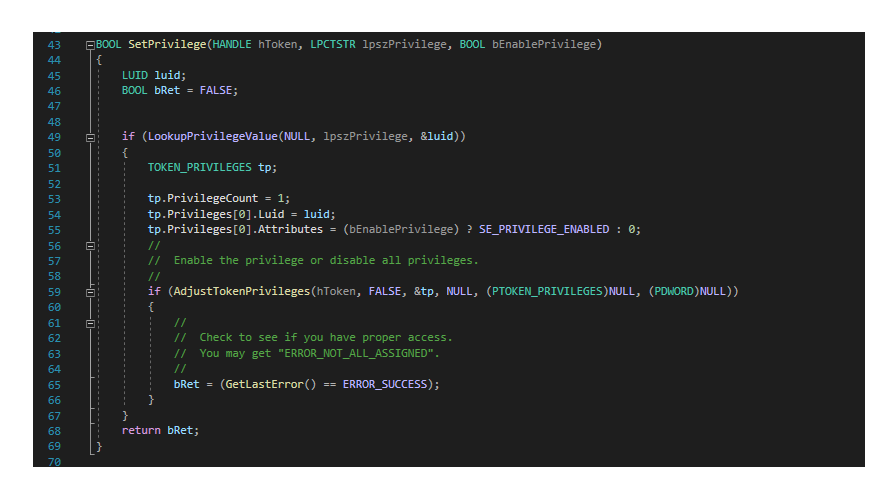 43 BOOL SetPrivilege(HANDLE hToken, LPCTSTR lpszPrivilege, BOOL bEnablePrivilege)
44 {
45 LUID luid;
46 BOOL bRet = FALSE;
47
48
49 if (LookupPrivilegeValue(NULL, lpszPrivilege, &luid))
50 {
51 TOKEN_PRIVILEGES tp;
52
53 tp.PrivilegeCount = 1;
54 tp.Privileges[0].Luid = luid;
55 tp.Privileges[0].Attributes = (bEnablePrivilege) ? SE_PRIVILEGE_ENABLED : 0;
56 //
57 // Enable the privilege or disable all privileges.
58 //
59 if (AdjustTokenPrivileges(hToken, FALSE, &tp, NULL, (PTOKEN_PRIVILEGES)NULL, (PDWORD)NULL))
60 {
61 //
62 // Check to see if you have proper access.
63 // You may get "ERROR_NOT_ALL_ASSIGNED".
64 //
65 bRet = (GetLastError() == ERROR_SUCCESS);
66 }
67 }
68 return bRet;
69 }
70